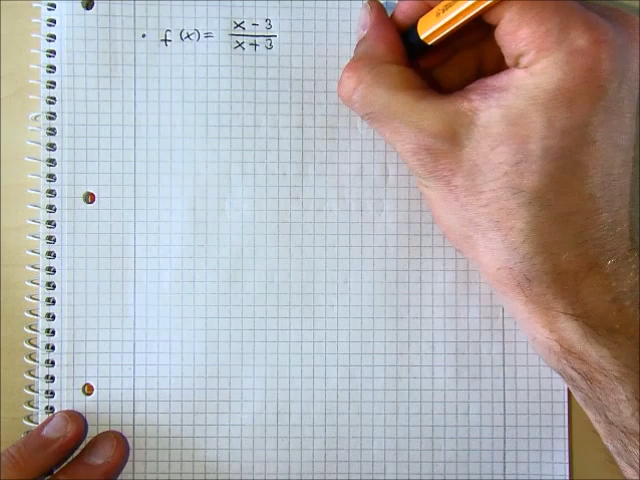 • f(x) = (x - 3)/(x + 3)